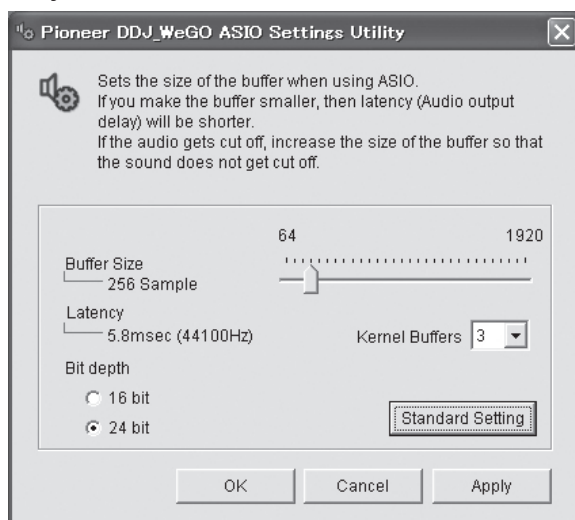 Pioneer DDJ_WeGO ASIO Settings Utility
Sets the size of the buffer when using ASIO.
If you make the buffer smaller, then latency (Audio output
delay) will be shorter.
If the audio gets cut off, increase the size of the buffer so that
the sound does not get cut off.
64 1920
Buffer Size
256 Sample
Latency
5.8msec (44100Hz)
Kernel Buffers 3
Bit depth
16 bit
24 bit
Standard Setting
OK Cancel Apply